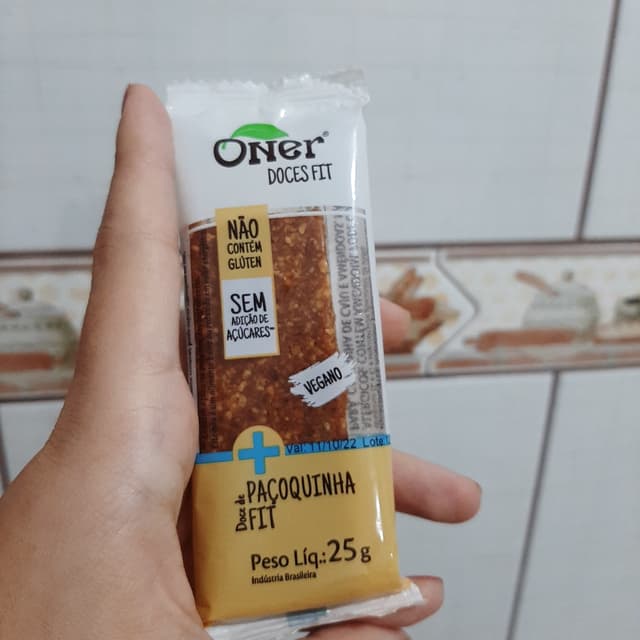 Oner®
DOCES FIT
NÃO
CONTÉM
GLÚTEN
SEM
ADIÇÃO DE
AÇÚCARES**
VEGANO
Val: 11/10/22 Lote:
Doce de
PAÇOQUINHA
FIT
Peso Líq.: 25 g
Indústria Brasileira